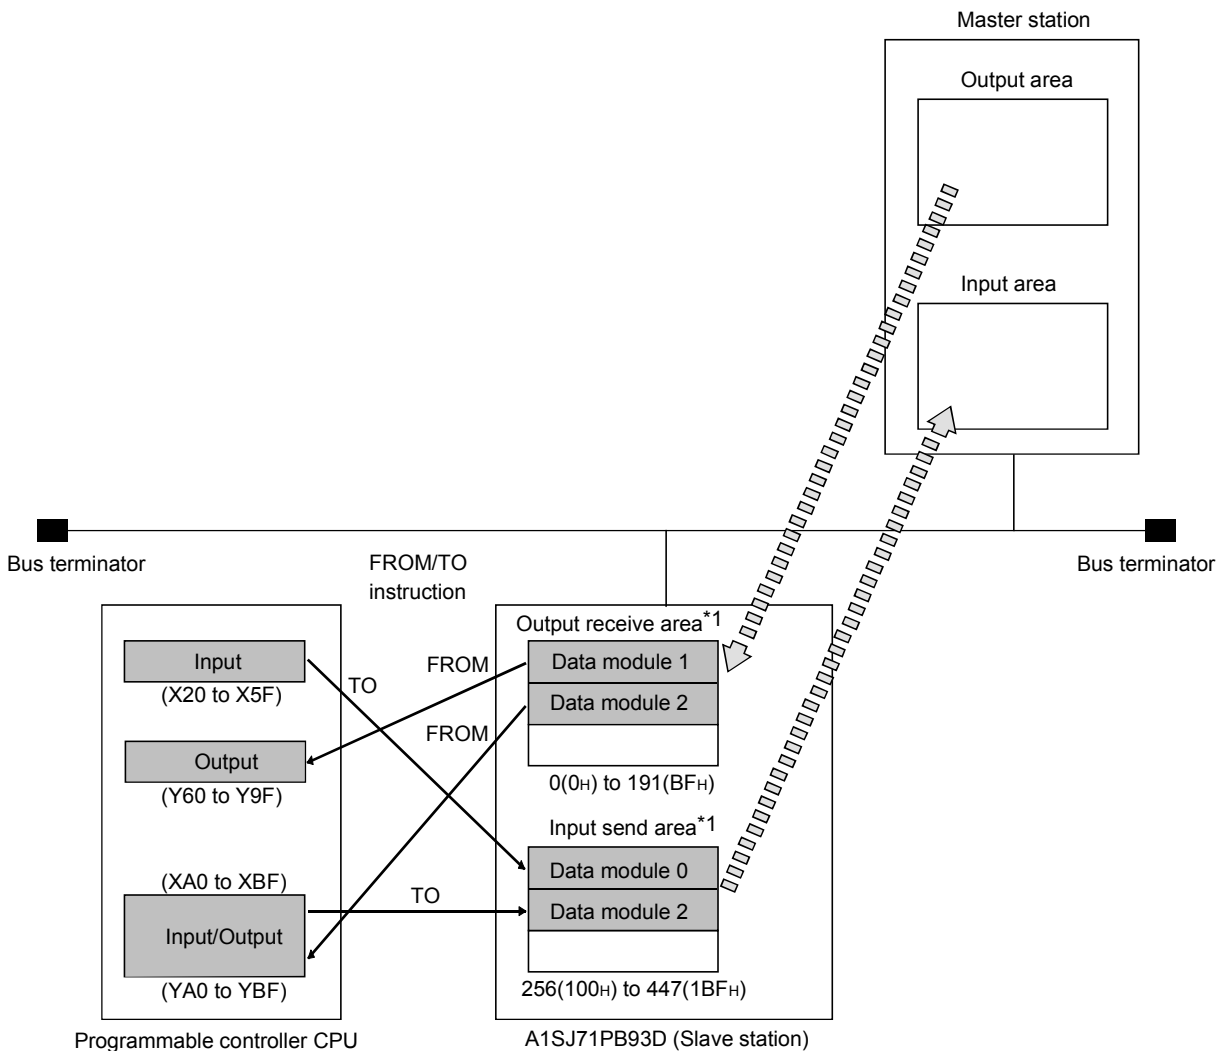 Master station
Output area
Input area
Bus terminator
Bus terminator
FROM/TO
instruction
Input
(X20 to X5F)
Output
(Y60 to Y9F)
(XA0 to XBF)
Input/Output
(YA0 to YBF)
Programmable controller CPU
TO
FROM
FROM
TO
Output receive area*1
Data module 1
Data module 2
0(0H) to 191(BFH)
Input send area*1
Data module 0
Data module 2
256(100H) to 447(1BFH)
A1SJ71PB93D (Slave station)